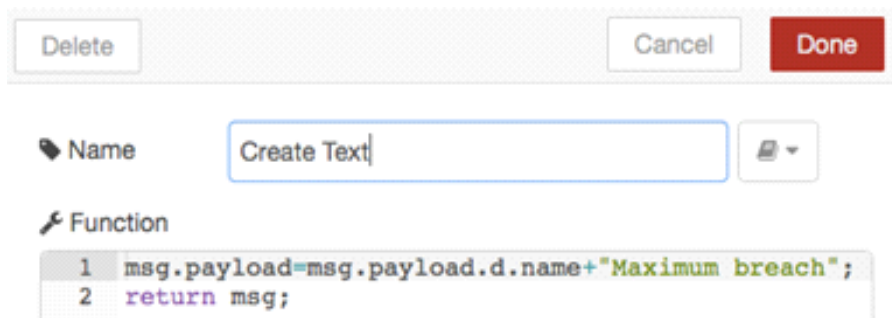 Delete Cancel Done
Name Create Text
Function
1 msg.payload=msg.payload.d.name+"Maximum breach";
2 return msg;